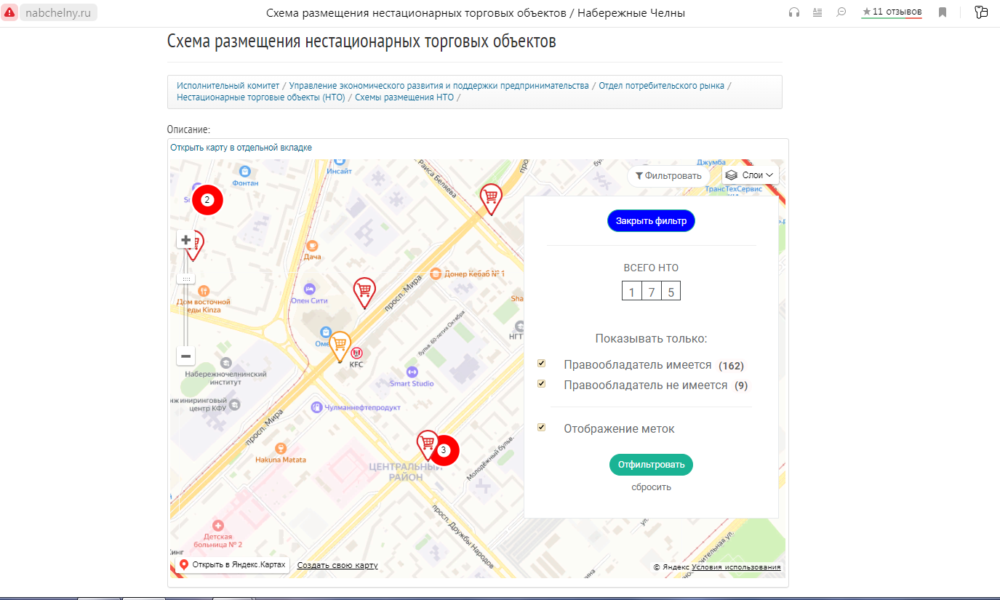 nabchelny.ru
Схема размещения нестационарных торговых объектов / Набережные Челны
★11 отзывов
Схема размещения нестационарных торговых объектов
Исполнительный комитет / Управление экономического развития и поддержки предпринимательства / Отдел потребительского рынка /
Нестационарные торговые объекты (НТО) / Схемы размещения НТО /
Описание:
Открыть карту в отдельной вкладке
Фильтровать
Слои
Закрыть фильтр
ВСЕГО НТО
1 7 5
Показывать только:
Правообладатель имеется (162)
Правообладатель не имеется (9)
Отображение меток
Отфильтровать
сбросить
Джумба
ТрансТехСервис
Инсайт
Фонтан
Раиса Беляева
2
Дача
Донер Кебаб № 1
просп. Мира
Опен Сити
Дом восточной
еды Kinza
Sha
бульв. 60-летия Октября
НГТ
Оме
KFC
Набережночелнинский
институт
Smart Studio
нжиниринговый
центр КФУ
Чулманнефтепродукт
просп. Мира
3
Hakuna Matata
ЦЕНТРАЛЬНЫЙ
РАЙОН
Молодёжный бульв.
просп. Дружбы Народов
Детская
больница № 2
Открыть в Яндекс.Картах
Создать свою карту
© Яндекс Условия использования